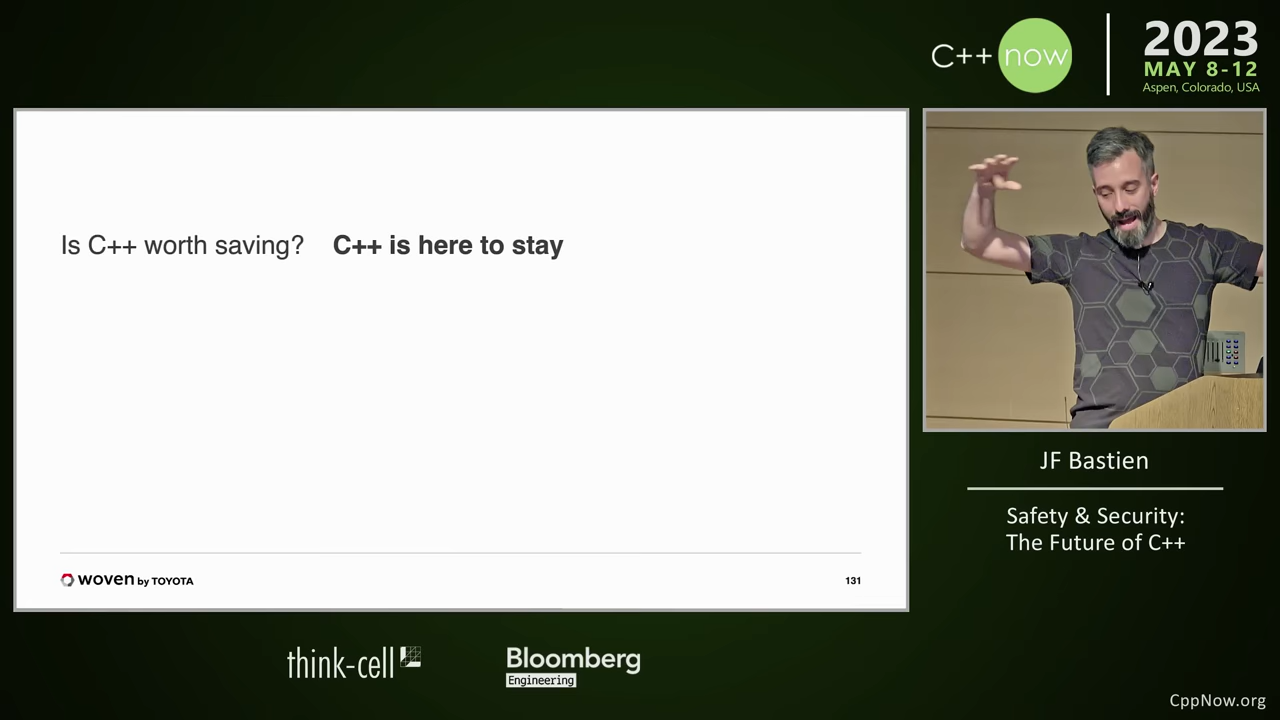 C++ now
2023
MAY 8-12
Aspen, Colorado, USA
Is C++ worth saving? C++ is here to stay
woven by TOYOTA
131
JF Bastien
Safety & Security:
The Future of C++
think-cell
Bloomberg
Engineering
CppNow.org